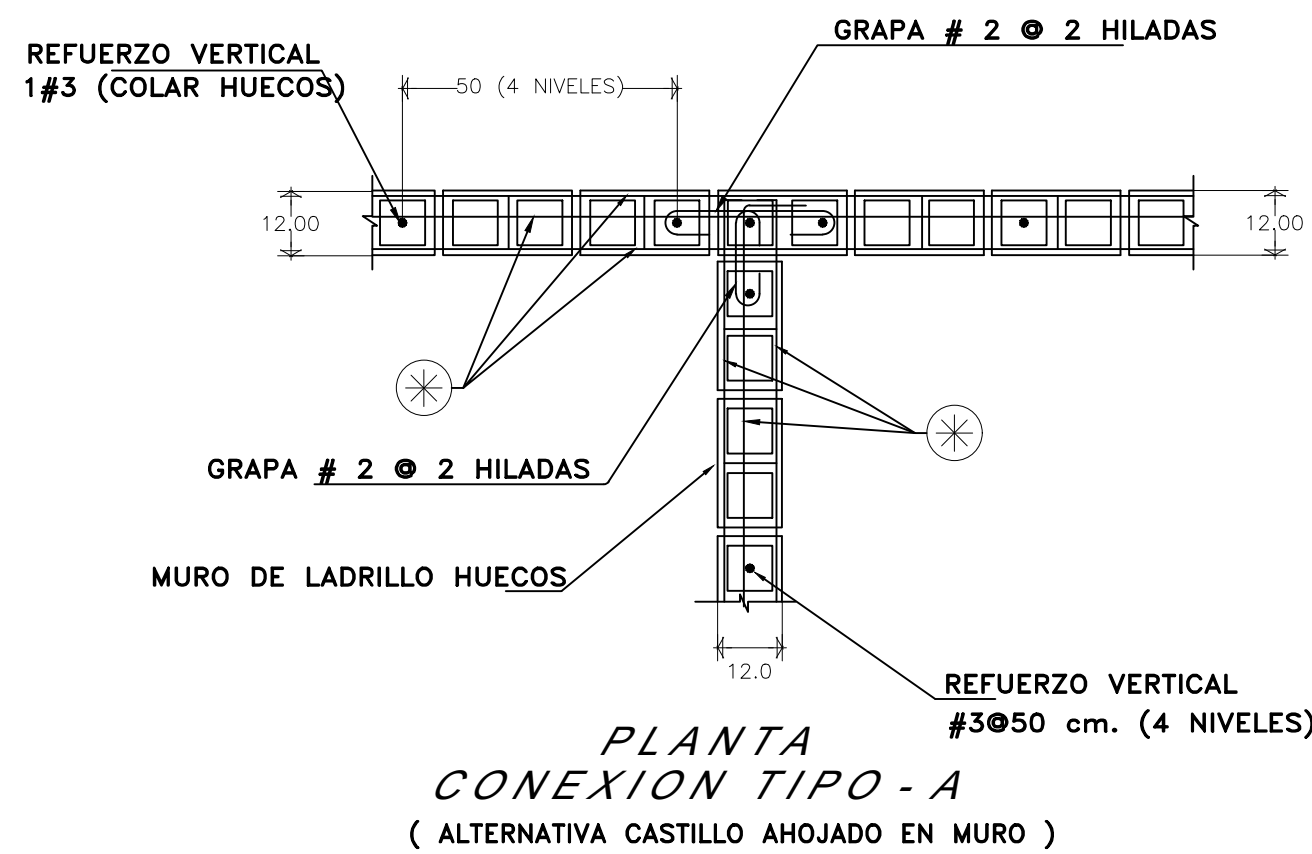 GRAPA # 2 @ 2 HILADAS
REFUERZO VERTICAL
1#3 (COLAR HUECOS)
50 (4 NIVELES)
12.00
12.00
GRAPA # 2 @ 2 HILADAS
MURO DE LADRILLO HUECOS
12.0
REFUERZO VERTICAL
#3@50 cm. (4 NIVELES)
PLANTA
CONEXION TIPO - A
( ALTERNATIVA CASTILLO AHOJADO EN MURO )